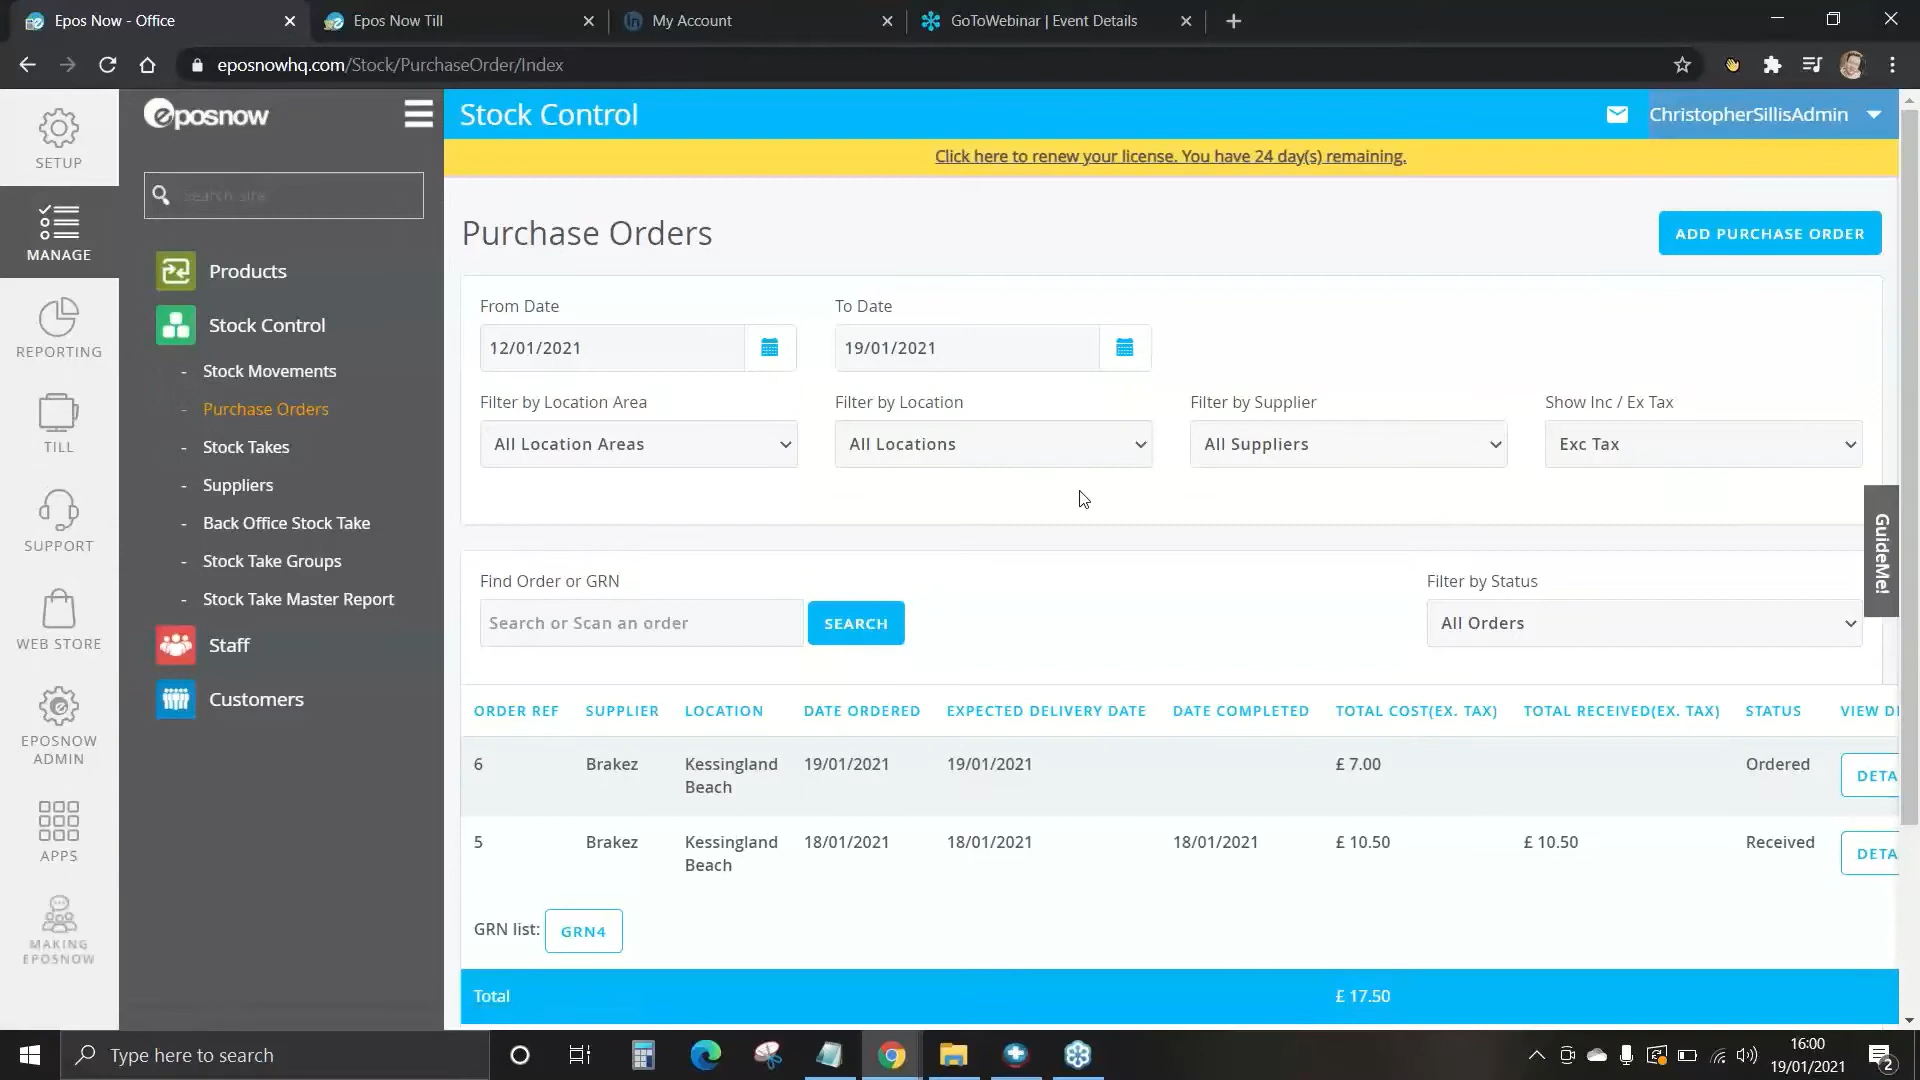 Epos Now - Office
Epos Now Till
My Account
GoToWebinar | Event Details
eposnowhq.com/Stock/PurchaseOrder/Index
SETUP
MANAGE
REPORTING
TILL
SUPPORT
WEB STORE
EPOSNOW
ADMIN
APPS
MAKING
EPOSNOW
eposnow
search site
Products
Stock Control
- Stock Movements
- Purchase Orders
- Stock Takes
- Suppliers
- Back Office Stock Take
- Stock Take Groups
- Stock Take Master Report
Staff
Customers
Stock Control
ChristopherSillisAdmin
Click here to renew your license. You have 24 day(s) remaining.
Purchase Orders
ADD PURCHASE ORDER
From Date
To Date
12/01/2021
19/01/2021
Filter by Location Area
Filter by Location
Filter by Supplier
Show Inc / Ex Tax
All Location Areas
All Locations
All Suppliers
Exc Tax
GuideMe!
Find Order or GRN
Filter by Status
Search or Scan an order
SEARCH
All Orders
ORDER REF SUPPLIER LOCATION DATE ORDERED EXPECTED DELIVERY DATE DATE COMPLETED TOTAL COST(EX. TAX) TOTAL RECEIVED(EX. TAX) STATUS VIEW D
6 Brakez Kessingland Beach 19/01/2021 19/01/2021 £ 7.00 Ordered DETA
5 Brakez Kessingland Beach 18/01/2021 18/01/2021 18/01/2021 £ 10.50 £ 10.50 Received DETA
GRN list: GRN4
Total £ 17.50
Type here to search
16:00
19/01/2021
2